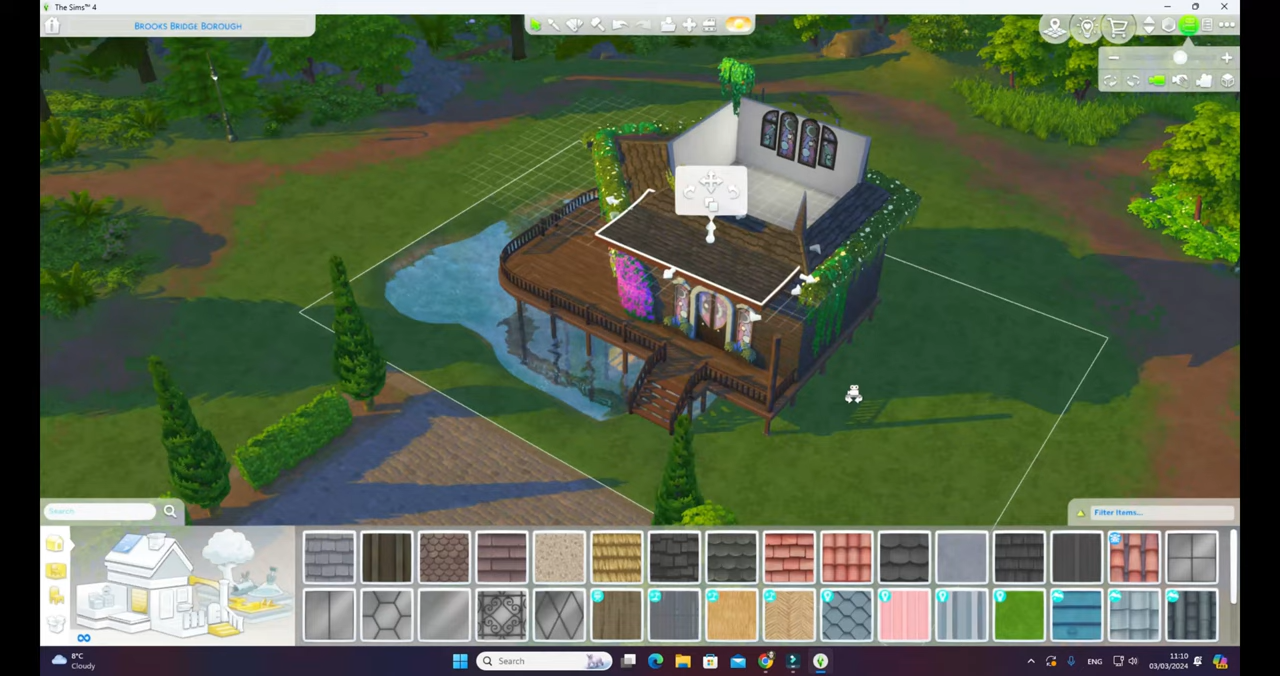 The Sims™ 4
BROOKS BRIDGE BOROUGH
Search
Filter Items...
8°C
Cloudy
Search
ENG
11:10
03/03/2024